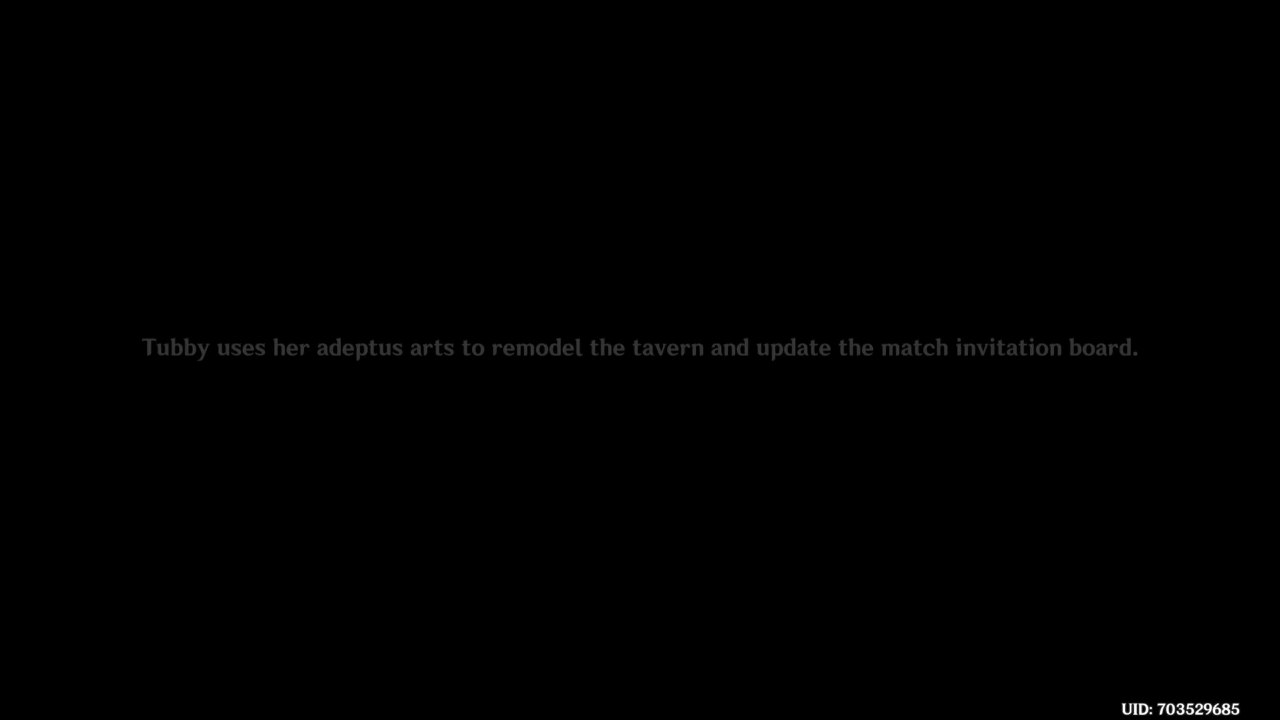 Tubby uses her adeptus arts to remodel the tavern and update the match invitation board.
UID: 703529685